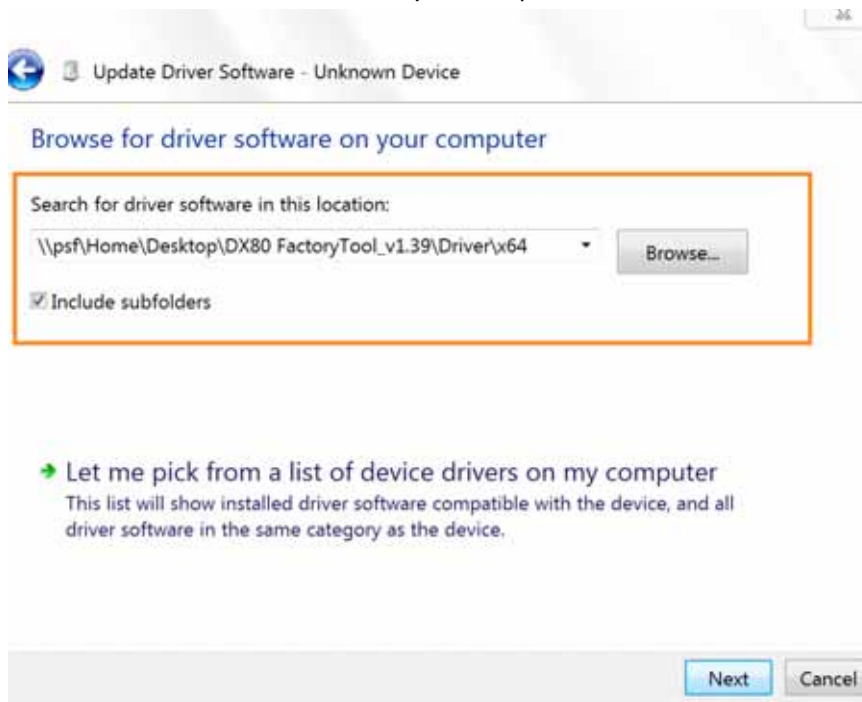 Update Driver Software - Unknown Device
Browse for driver software on your computer
Search for driver software in this location:
\\psf\Home\Desktop\DX80 FactoryTool_v1.39\Driver\x64
Browse...
Include subfolders
Let me pick from a list of device drivers on my computer
This list will show installed driver software compatible with the device, and all
driver software in the same category as the device.
Next
Cancel